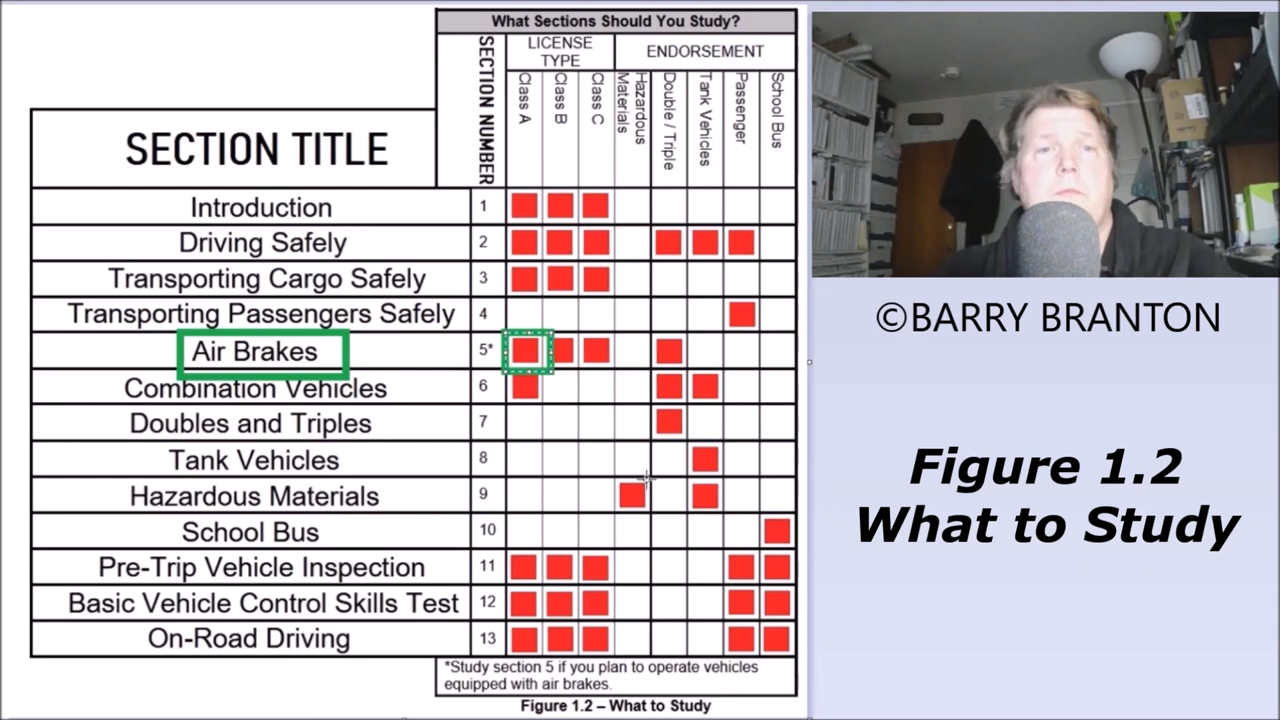 What Sections Should You Study?
SECTION TITLE
SECTION NUMBER
LICENSE
TYPE
ENDORSEMENT
Class A
Class B
Class C
Hazardous
Materials
Double / Triple
Tank Vehicles
Passenger
School Bus
Introduction 1
Driving Safely 2
Transporting Cargo Safely 3
Transporting Passengers Safely 4
Air Brakes 5*
Combination Vehicles 6
Doubles and Triples 7
Tank Vehicles 8
Hazardous Materials 9
School Bus 10
Pre-Trip Vehicle Inspection 11
Basic Vehicle Control Skills Test 12
On-Road Driving 13
*Study section 5 if you plan to operate vehicles
equipped with air brakes.
Figure 1.2 – What to Study
©BARRY BRANTON
Figure 1.2
What to Study